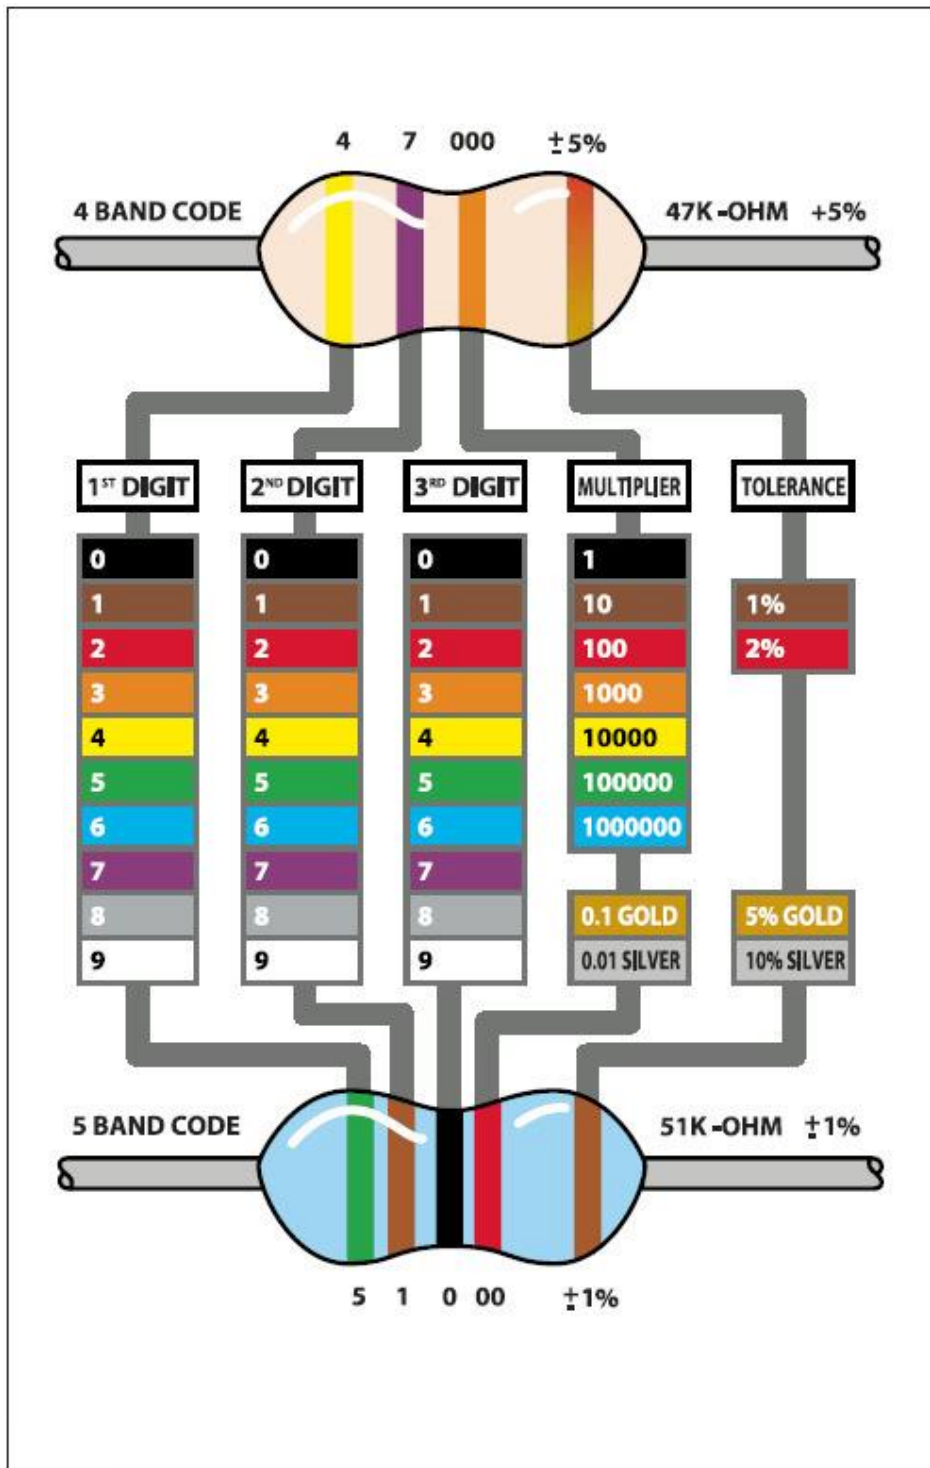 4 7 000 ±5%
4 BAND CODE 47K-OHM +5%
1ST DIGIT 2ND DIGIT 3RD DIGIT MULTIPLIER TOLERANCE
0 0 0 1
1 1 1 10 1%
2 2 2 100 2%
3 3 3 1000
4 4 4 10000
5 5 5 100000
6 6 6 1000000
7 7 7
8 8 8 0.1 GOLD 5% GOLD
9 9 9 0.01 SILVER 10% SILVER
5 BAND CODE 51K-OHM ±1%
5 1 0 00 ±1%